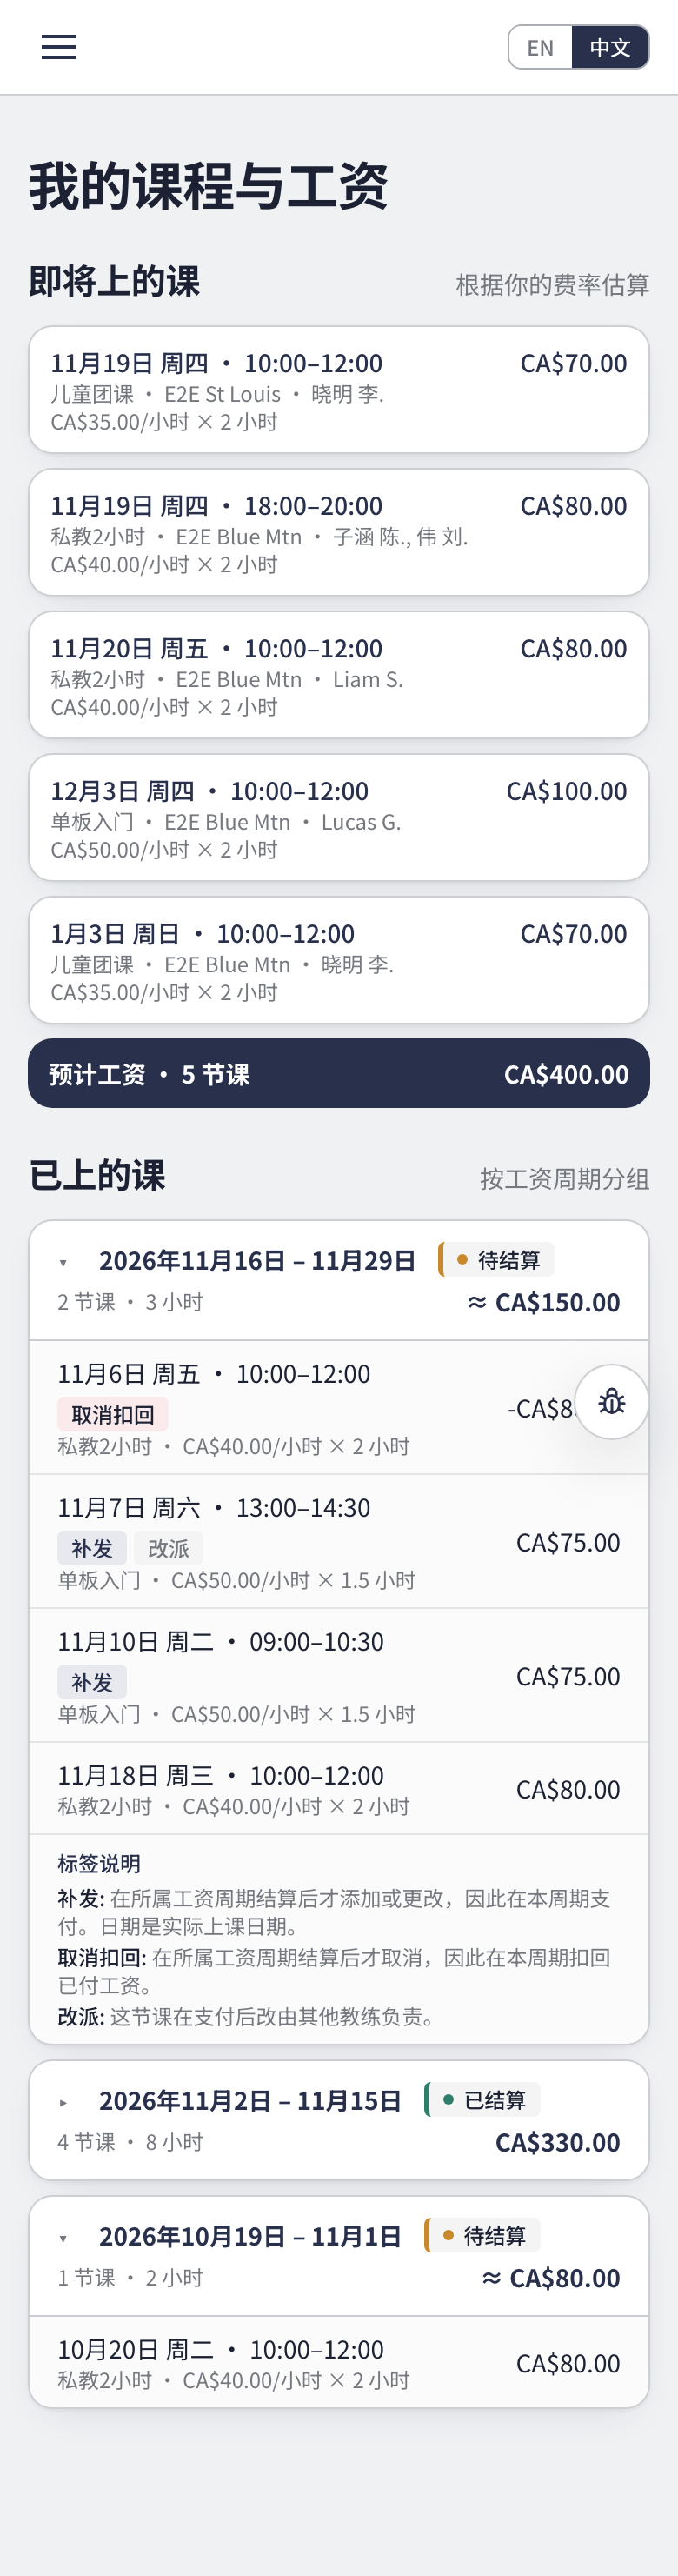 EN 中文
我的课程与工资
即将上的课 根据你的费率估算
11月19日 周四 · 10:00–12:00 CA$70.00
儿童团课 · E2E St Louis · 晓明 李.
CA$35.00/小时 × 2 小时
11月19日 周四 · 18:00–20:00 CA$80.00
私教2小时 · E2E Blue Mtn · 子涵 陈., 伟 刘.
CA$40.00/小时 × 2 小时
11月20日 周五 · 10:00–12:00 CA$80.00
私教2小时 · E2E Blue Mtn · Liam S.
CA$40.00/小时 × 2 小时
12月3日 周四 · 10:00–12:00 CA$100.00
单板入门 · E2E Blue Mtn · Lucas G.
CA$50.00/小时 × 2 小时
1月3日 周日 · 10:00–12:00 CA$70.00
儿童团课 · E2E Blue Mtn · 晓明 李.
CA$35.00/小时 × 2 小时
预计工资 · 5 节课 CA$400.00
已上的课 按工资周期分组
2026年11月16日 – 11月29日 待结算
2 节课 · 3 小时 ≈ CA$150.00
11月6日 周五 · 10:00–12:00
取消扣回
私教2小时 · CA$40.00/小时 × 2 小时
11月7日 周六 · 13:00–14:30
补发 改派 CA$75.00
单板入门 · CA$50.00/小时 × 1.5 小时
11月10日 周二 · 09:00–10:30
补发 CA$75.00
单板入门 · CA$50.00/小时 × 1.5 小时
11月18日 周三 · 10:00–12:00 CA$80.00
私教2小时 · CA$40.00/小时 × 2 小时
标签说明
补发: 在所属工资周期结算后才添加或更改，因此在本周期支
付。日期是实际上课日期。
取消扣回: 在所属工资周期结算后才取消，因此在本周期扣回
已付工资。
改派: 这节课在支付后改由其他教练负责。
2026年11月2日 – 11月15日 已结算
4 节课 · 8 小时 CA$330.00
2026年10月19日 – 11月1日 待结算
1 节课 · 2 小时 ≈ CA$80.00
10月20日 周二 · 10:00–12:00 CA$80.00
私教2小时 · CA$40.00/小时 × 2 小时